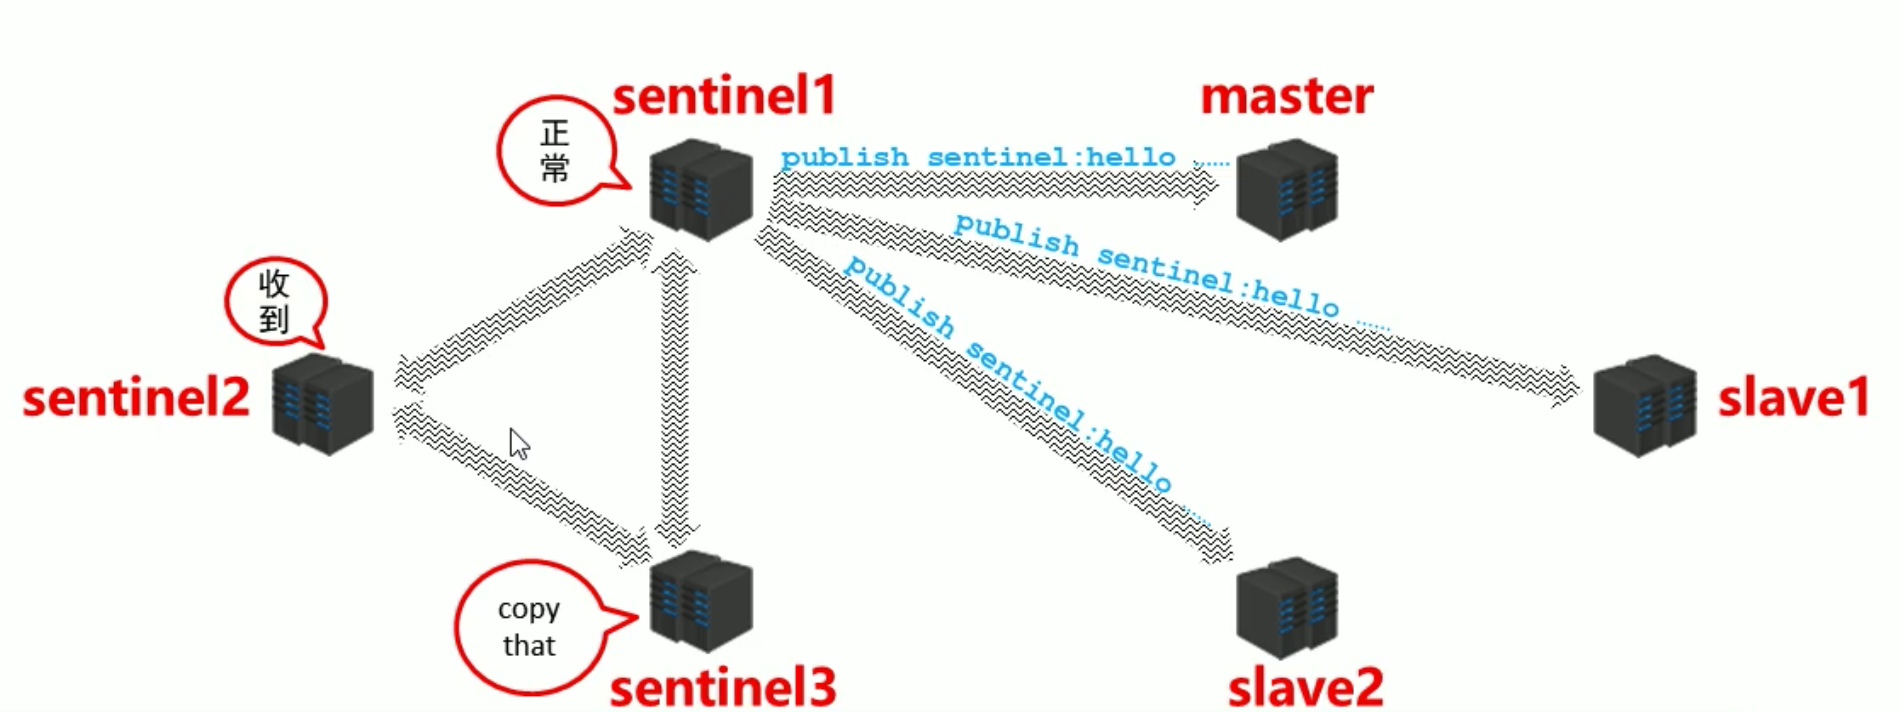 sentinel1
master
正
常
publish sentinel:hello ……
publish sentinel:hello ……
publish sentinel:hello ……
收
到
sentinel2
slave1
copy
that
sentinel3
slave2